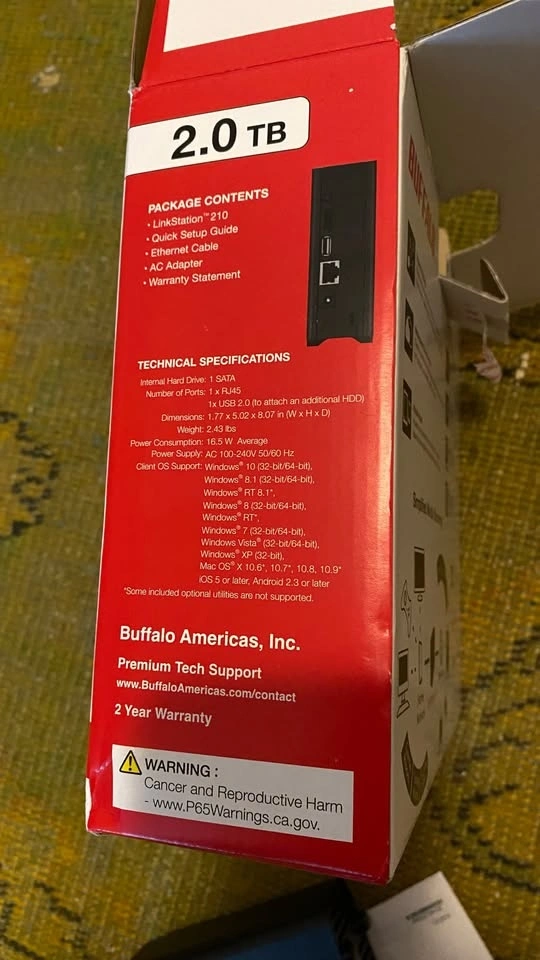 2.0 TB
PACKAGE CONTENTS
• LinkStation™ 210
• Quick Setup Guide
• Ethernet Cable
• AC Adapter
• Warranty Statement
TECHNICAL SPECIFICATIONS
Internal Hard Drive: 1 SATA
Number of Ports: 1 x RJ45
1x USB 2.0 (to attach an additional HDD)
Dimensions: 1.77 x 5.02 x 8.07 in (W x H x D)
Weight: 2.43 lbs
Power Consumption: 16.5 W Average
Power Supply: AC 100-240V 50/60 Hz
Client OS Support: Windows® 10 (32-bit/64-bit),
Windows® 8.1 (32-bit/64-bit),
Windows® RT 8.1*,
Windows® 8 (32-bit/64-bit),
Windows® RT*,
Windows® 7 (32-bit/64-bit),
Windows Vista® (32-bit/64-bit),
Windows® XP (32-bit),
Mac OS® X 10.6*, 10.7*, 10.8, 10.9*
iOS 5 or later, Android 2.3 or later
*Some included optional utilities are not supported.
Buffalo Americas, Inc.
Premium Tech Support
www.BuffaloAmericas.com/contact
2 Year Warranty
WARNING :
Cancer and Reproductive Harm
- www.P65Warnings.ca.gov.
BUFFALO